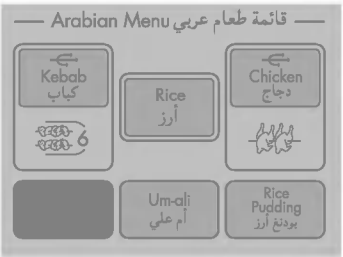 Arabian Menu قائمة طعام عربي
Kebab
كباب
6
Rice
أرز
Chicken
دجاج
Um-ali
أم علي
Rice
Pudding
بودنغ أرز